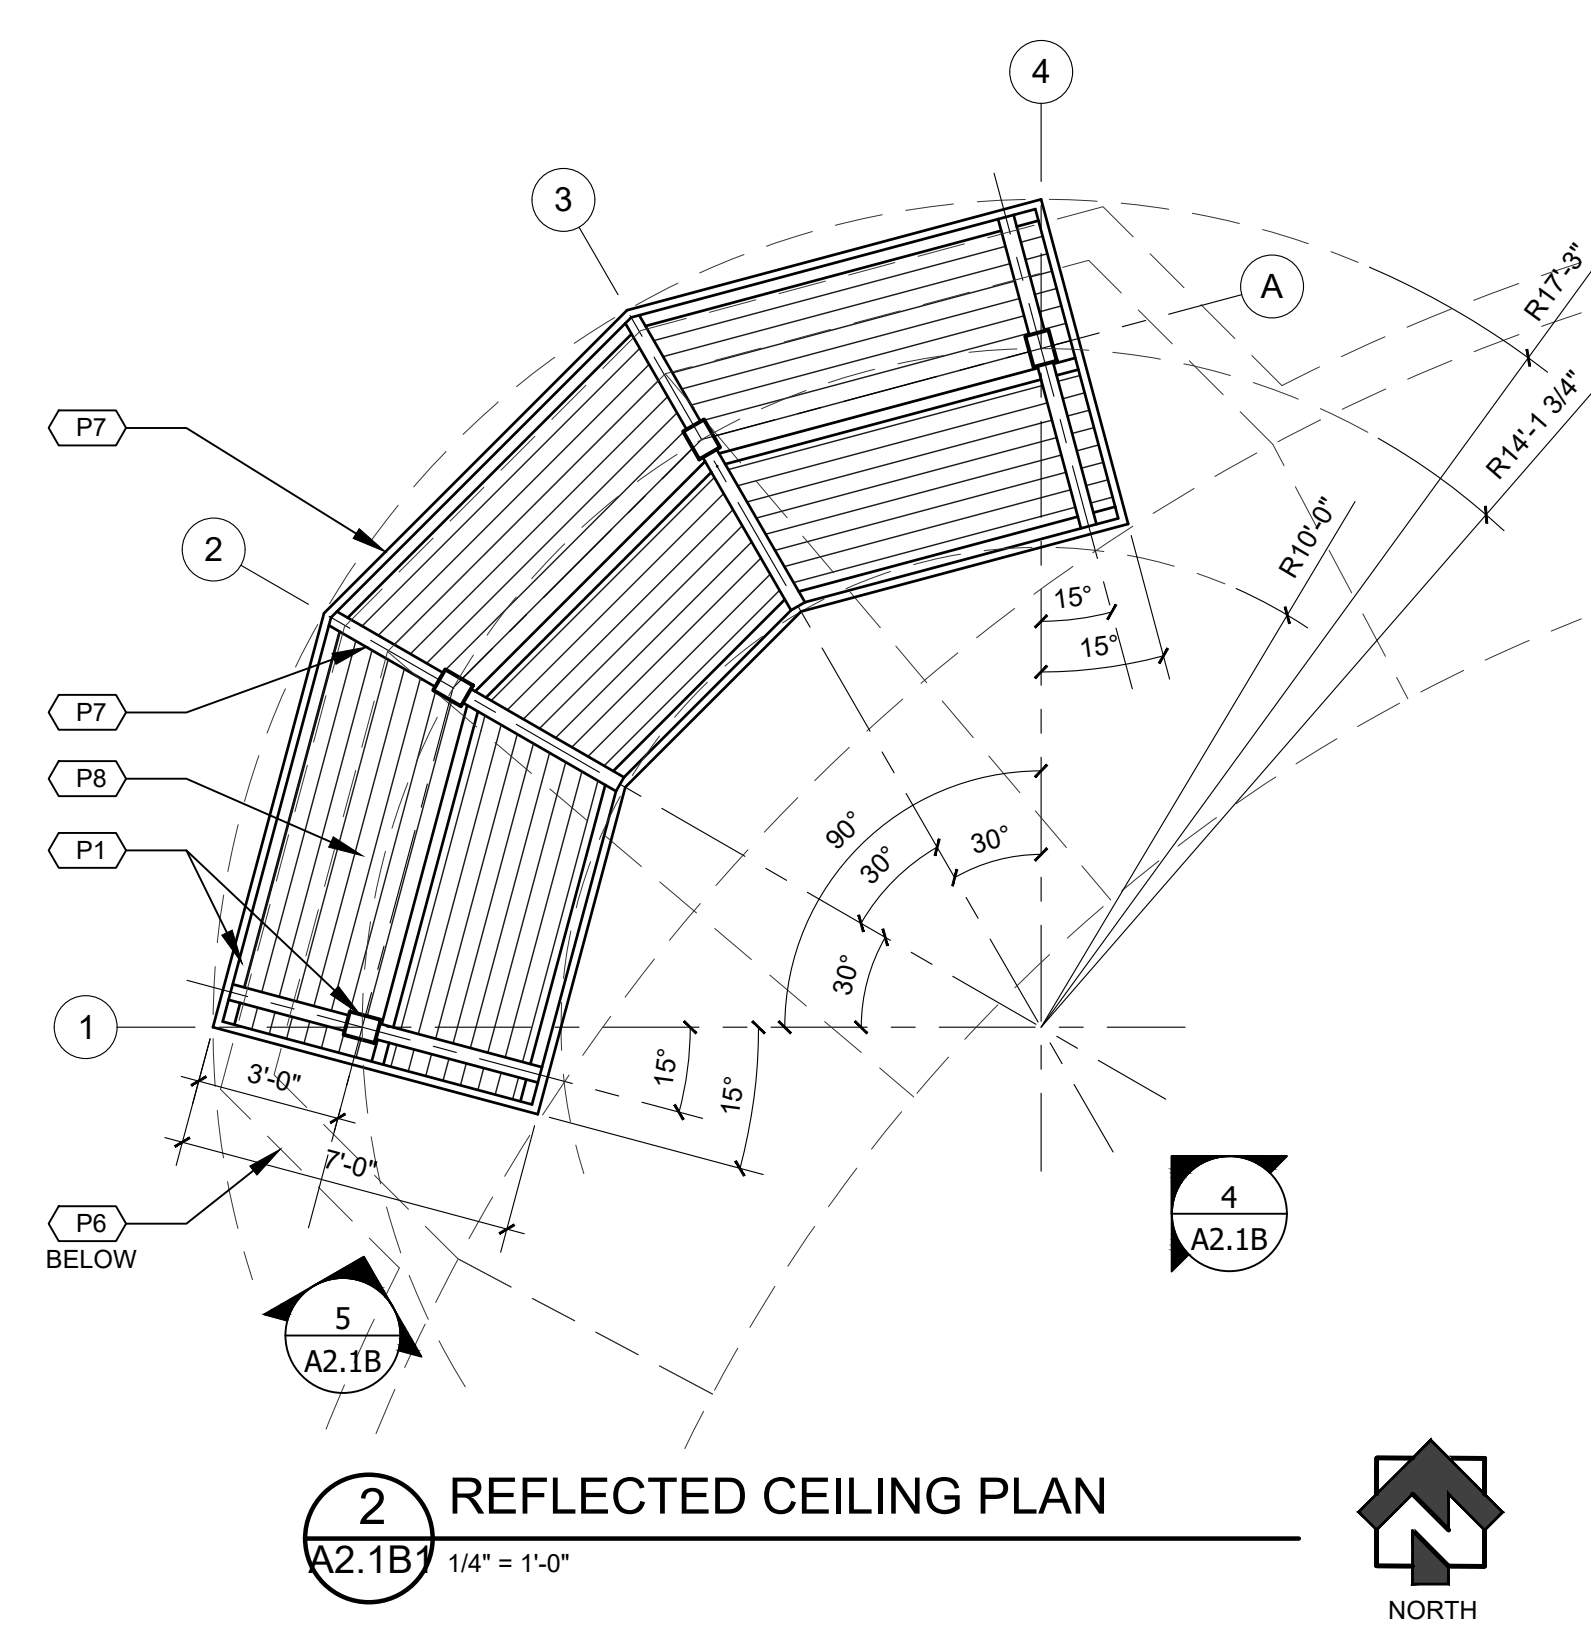 4
3
A
R17'-3"
R14'-1 3/4"
P7
R10'-0"
2
15°
15°
P7
P8
90°
30°
30°
P1
30°
1
15°
15°
3'-0"
7'-0"
P6
BELOW
4
A2.1B
5
A2.1B
2
REFLECTED CEILING PLAN
A2.1B1
1/4" = 1'-0"
NORTH